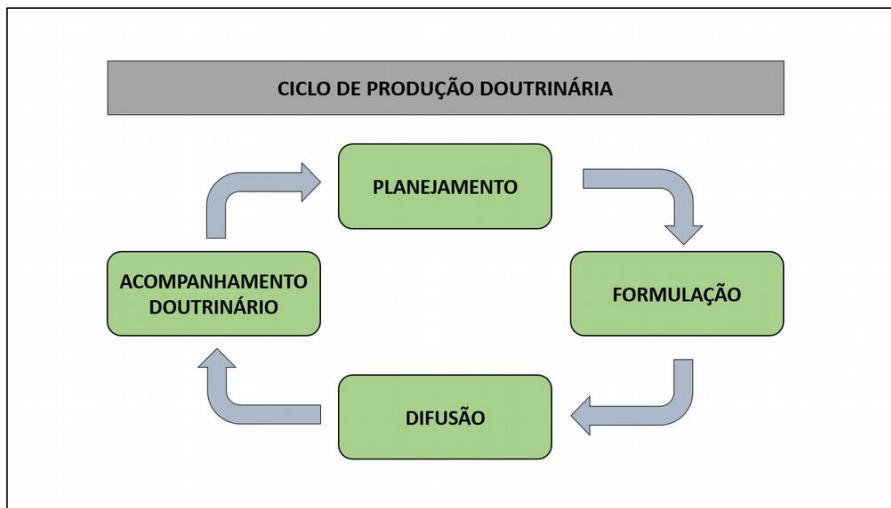 CICLO DE PRODUÇÃO DOUTRINÁRIA
PLANEJAMENTO
ACOMPANHAMENTO
DOUTRINÁRIO
FORMULAÇÃO
DIFUSÃO